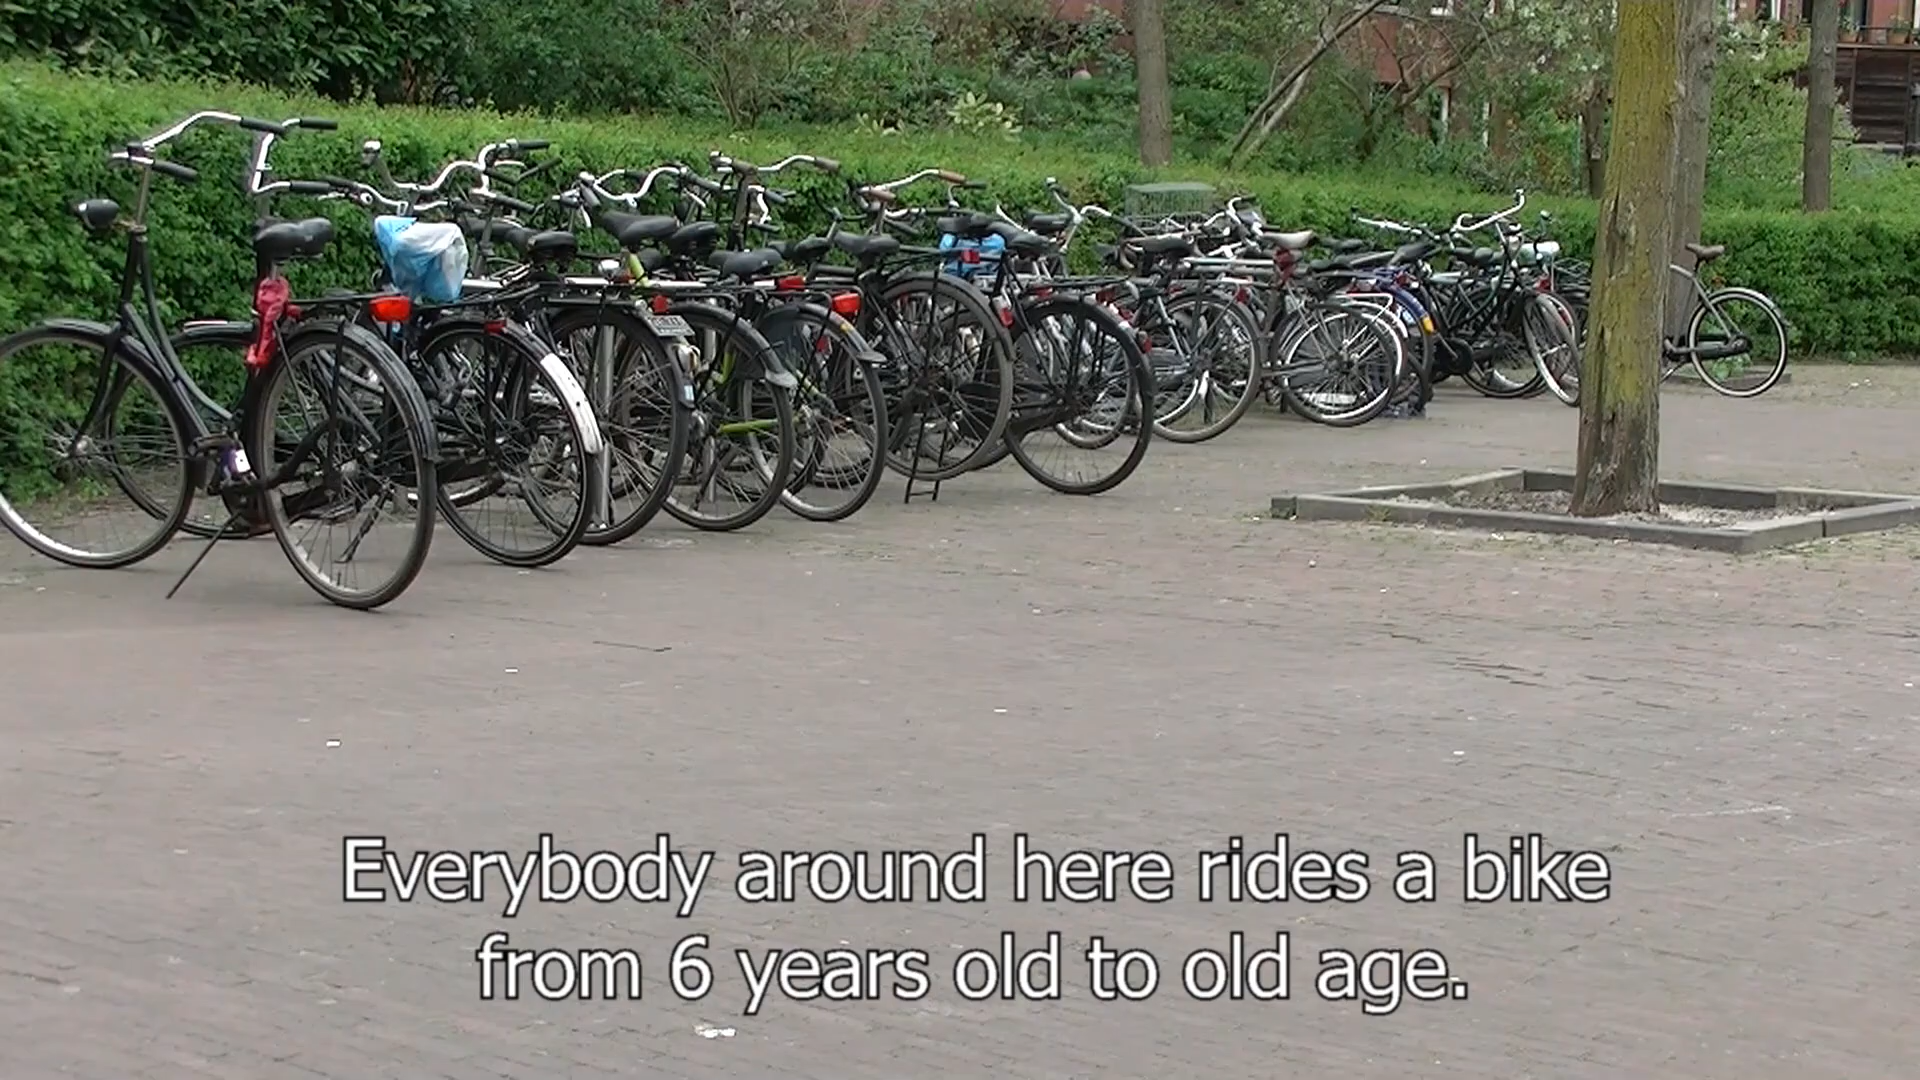 Everybody around here rides a bike
from 6 years old to old age.